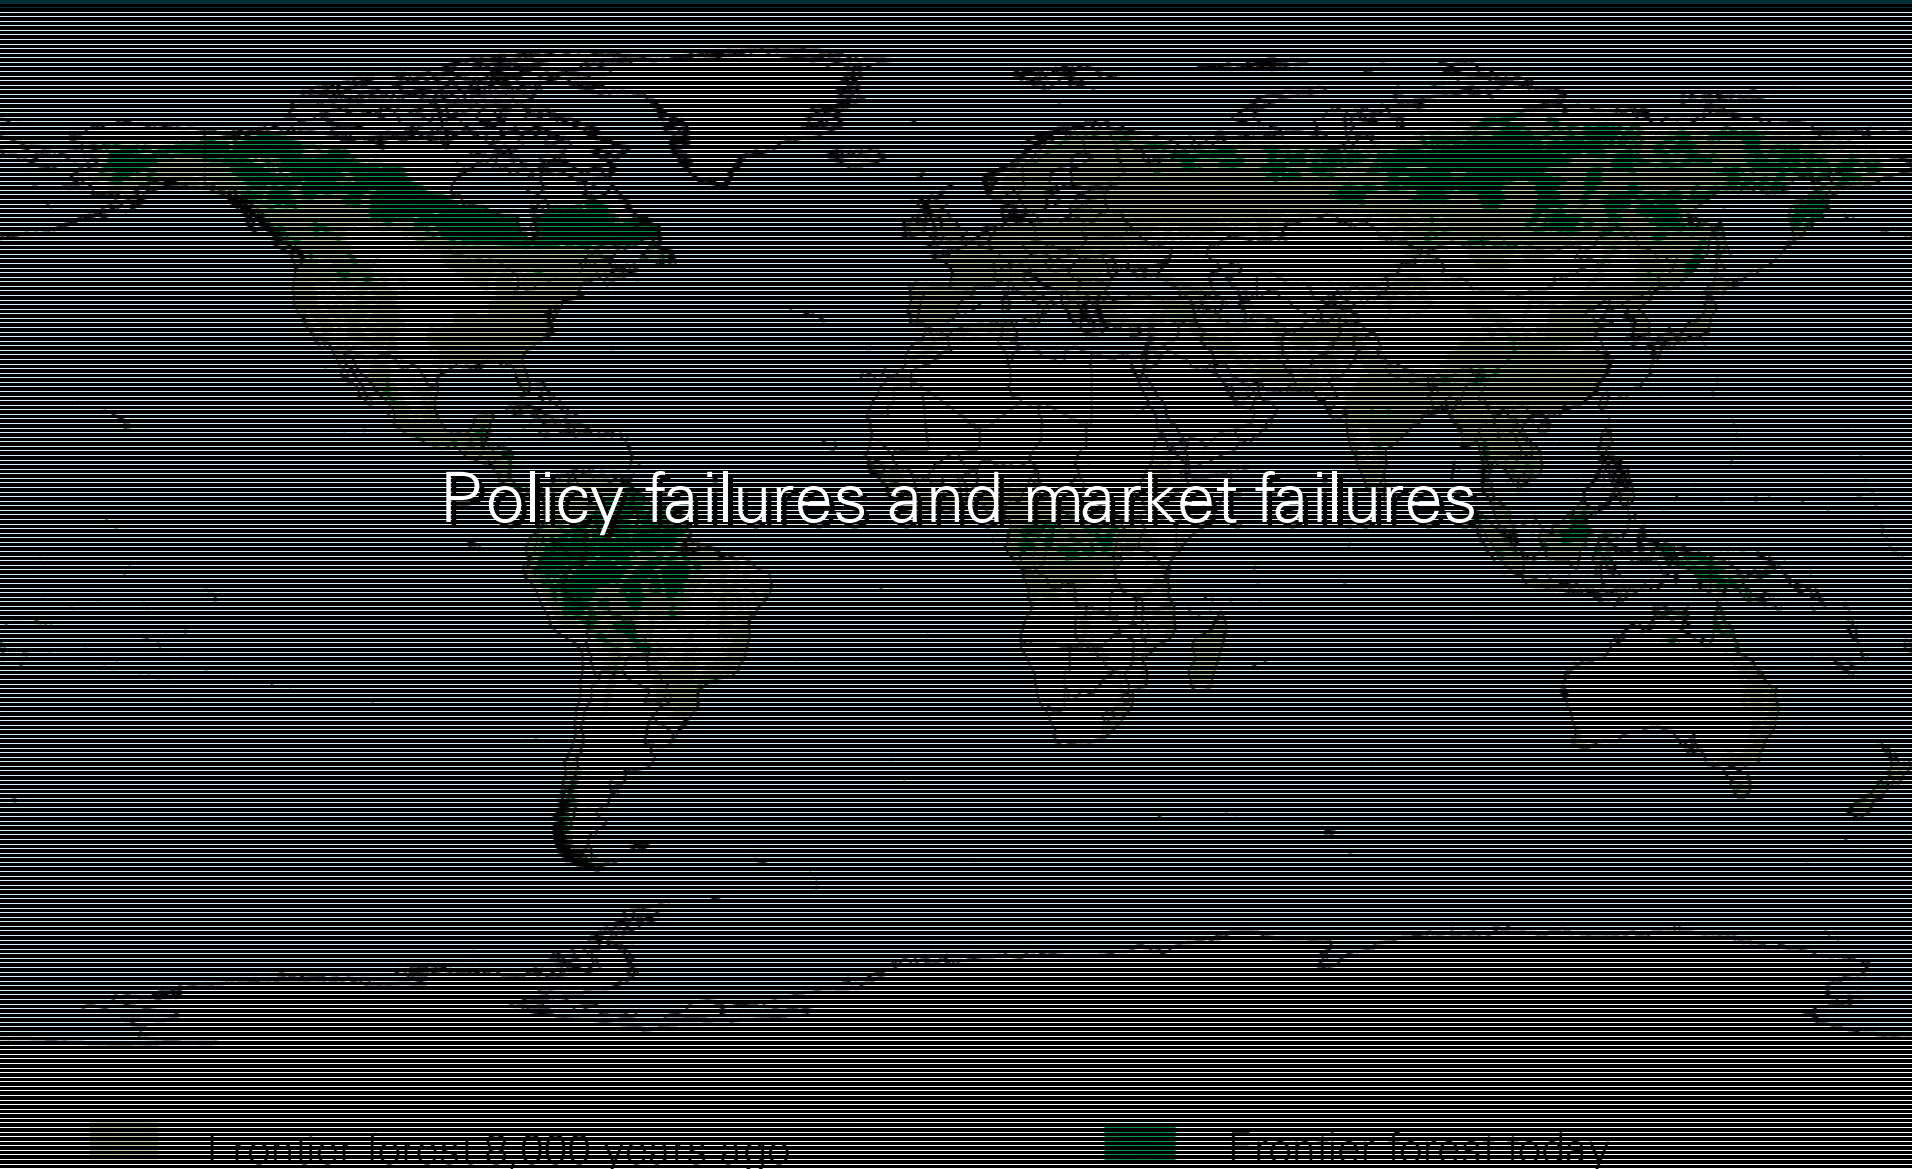 Policy failures and market failures
Frontier forest 8,000 years ago
Frontier forest today